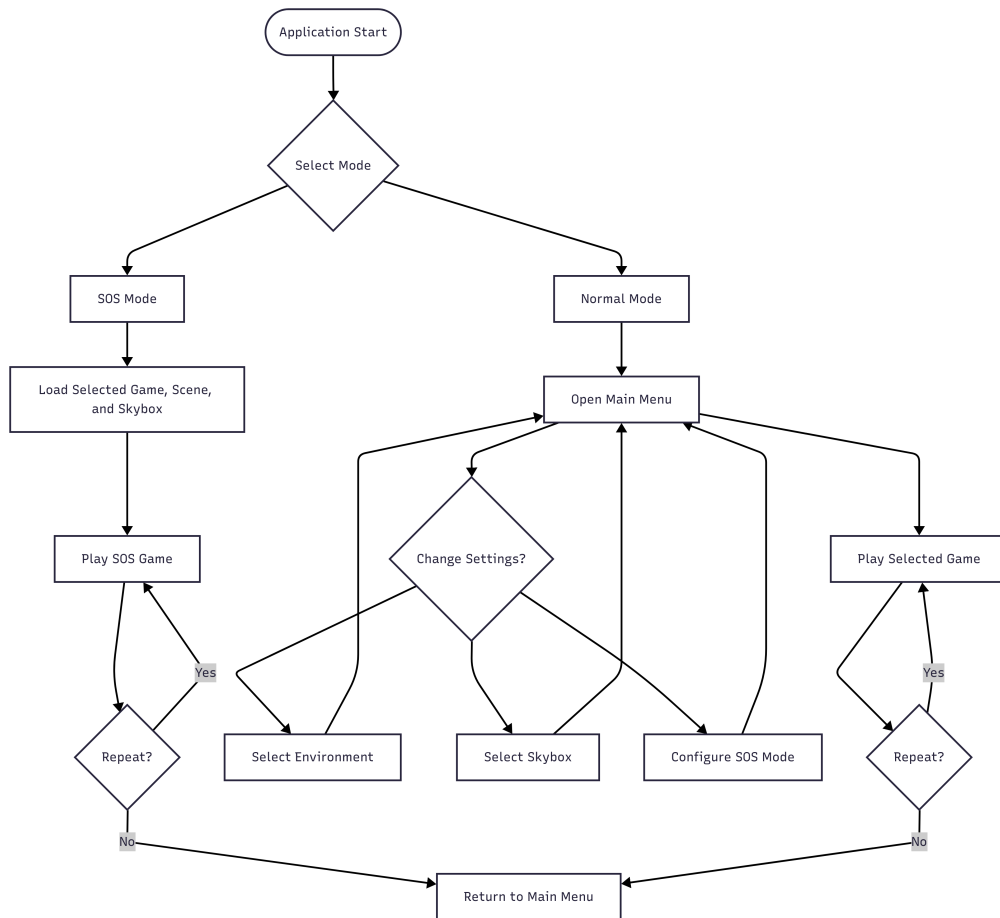 Application Start
Select Mode
SOS Mode
Normal Mode
Load Selected Game, Scene,
and Skybox
Open Main Menu
Play SOS Game
Change Settings?
Play Selected Game
Yes
Yes
Repeat?
Select Environment
Select Skybox
Configure SOS Mode
Repeat?
No
No
Return to Main Menu